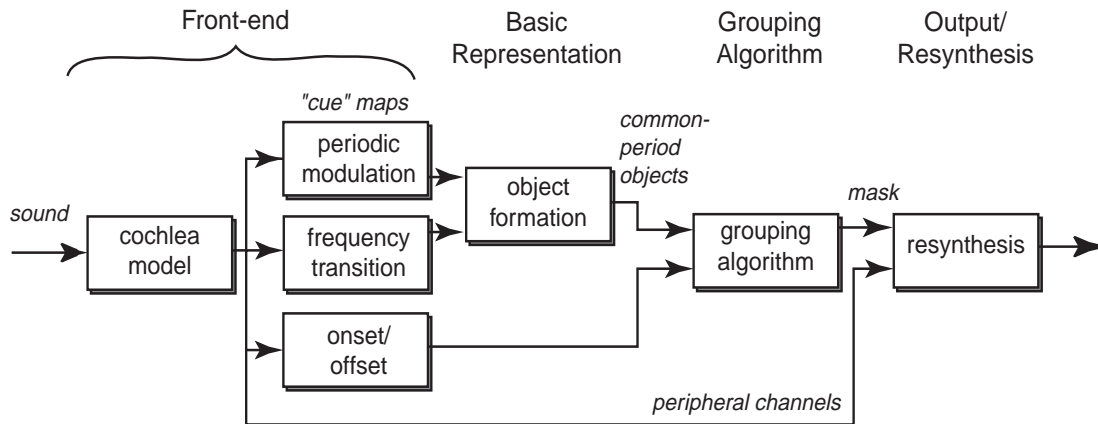 Front-end
Basic
Representation
Grouping
Algorithm
Output/
Resynthesis
"cue" maps
periodic
modulation
common-
period
objects
sound
cochlea
model
frequency
transition
object
formation
mask
grouping
algorithm
resynthesis
onset/
offset
peripheral channels